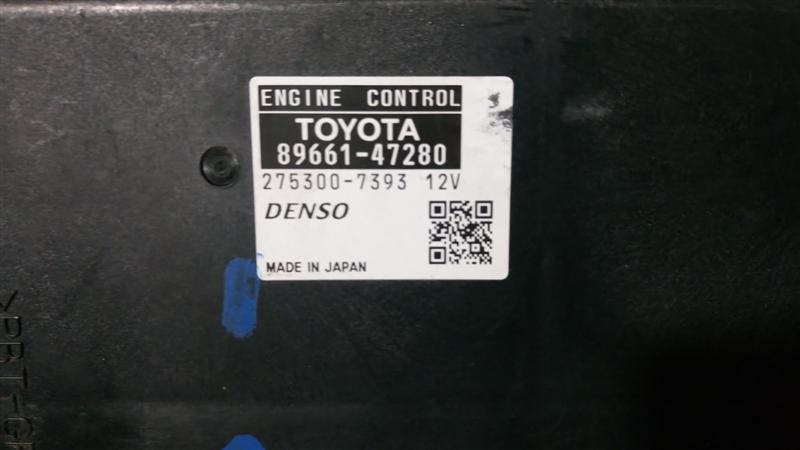 ENGINE CONTROL
TOYOTA
89661-47280
275300-7393 12V
DENSO
MADE IN JAPAN